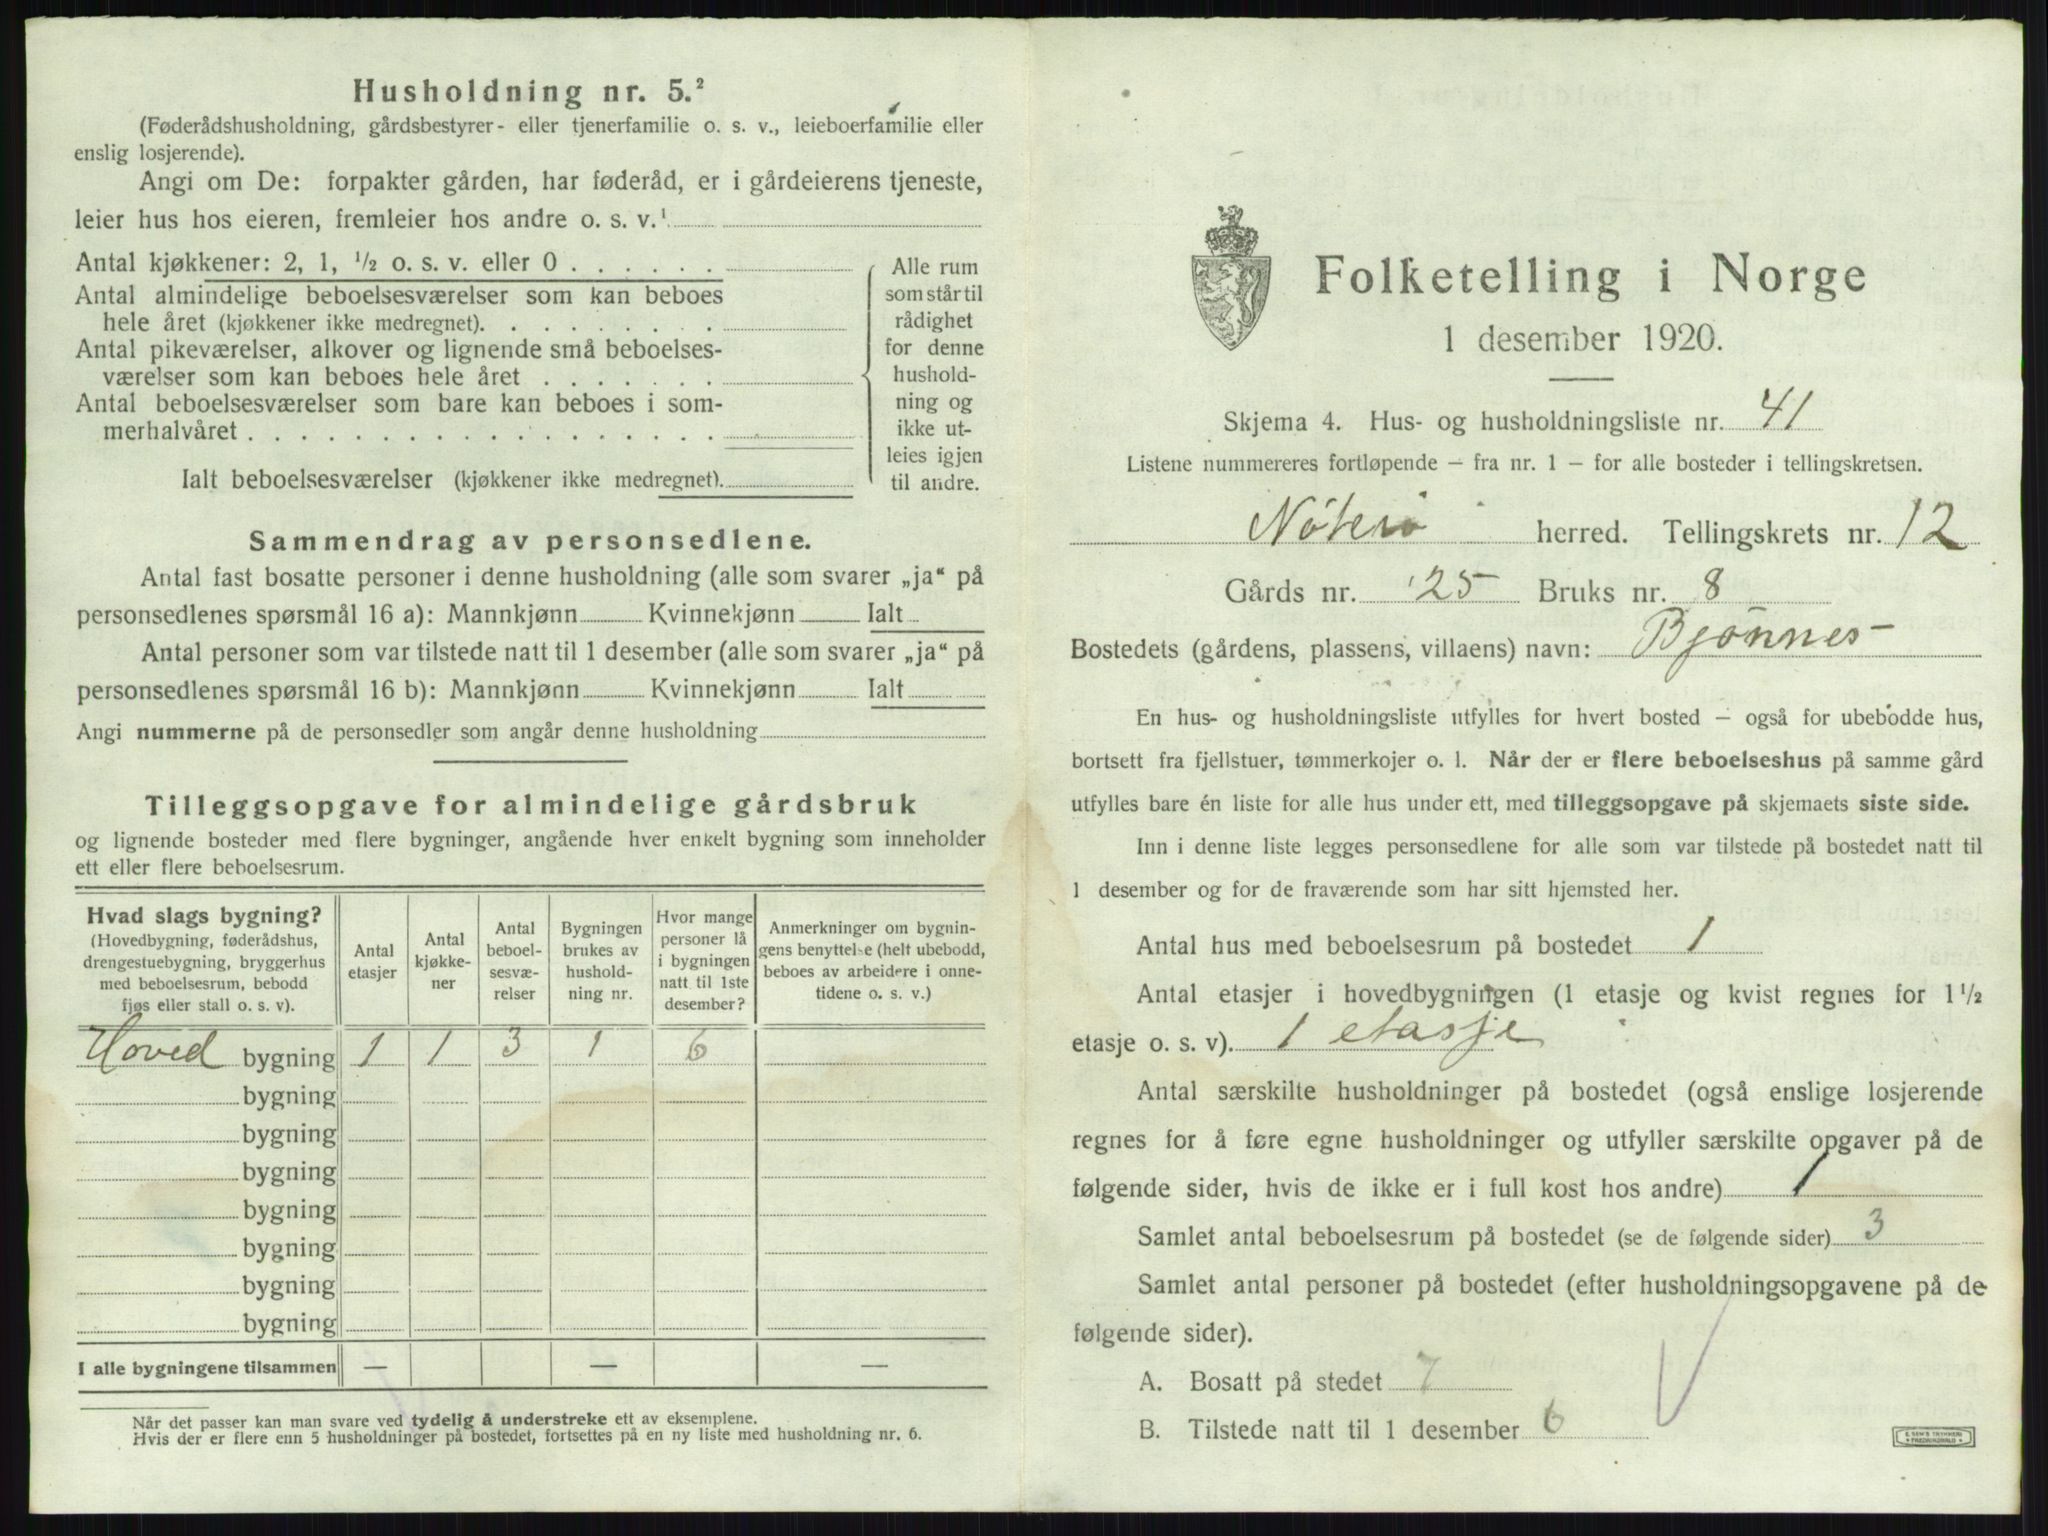 Husholdning nr. 5.²
(Føderådshusholdning, gårdsbestyrer- eller tjenerfamilie o. s. v., leieboerfamilie eller
enslig losjerende).
Angi om De: forpakter gården, har føderåd, er i gårdeierens tjeneste,
leier hus hos eieren, fremleier hos andre o. s. v.¹
Antal kjøkkener: 2, 1, ½ o. s. v. eller 0 . . . . . .
Antal almindelige beboelsesværelser som kan beboes
hele året (kjøkkener ikke medregnet). . . . . . . . .
Antal pikeværelser, alkover og lignende små beboelses-
værelser som kan beboes hele året . . . . . . .
Antal beboelsesværelser som bare kan beboes i som-
merhalvåret . . . . . . . . . . . . . . . . . .
Ialt beboelsesværelser (kjøkkener ikke medregnet).
Alle rum
som står til
rådighet
for denne
hushold-
ning og
ikke ut-
leies igjen
til andre.
Sammendrag av personsedlene.
Antal fast bosatte personer i denne husholdning (alle som svarer „ja“ på
personsedlenes spørsmål 16 a): Mannkjønn Kvinnekjønn Ialt
Antal personer som var tilstede natt til 1 desember (alle som svarer „ja“ på
personsedlenes spørsmål 16 b): Mannkjønn Kvinnekjønn Ialt
Angi nummerne på de personsedler som angår denne husholdning
Tilleggsopgave for almindelige gårdsbruk
og lignende bosteder med flere bygninger, angående hver enkelt bygning som inneholder
ett eller flere beboelsesrum.
Hvad slags bygning?
(Hovedbygning, føderådshus,
drengestuebygning, bryggerhus
med beboelsesrum, bebodd
fjøs eller stall o. s. v).
Antal
etasjer
Antal
kjøkke-
ner
Antal
beboel-
sesvæ-
relser
Bygningen
brukes av
hushold-
ning nr.
Hvor mange
personer lå
i bygningen
natt til 1ste
desember?
Anmerkninger om bygnin-
gens benyttelse (helt ubebodd,
beboes av arbeidere i onne-
tidene o. s. v.)
Hoved bygning 1 1 3 1 6
bygning
bygning
bygning
bygning
bygning
bygning
bygning
I alle bygningene tilsammen — — —
Når det passer kan man svare ved tydelig å understreke ett av eksemplene.
Hvis der er flere enn 5 husholdninger på bostedet, fortsettes på en ny liste med husholdning nr. 6.
Folketelling i Norge
1 desember 1920.
Skjema 4. Hus- og husholdningsliste nr. 41
Listene nummereres fortløpende – fra nr. 1 – for alle bosteder i tellingskretsen.
Nøterø herred. Tellingskrets nr. 12
Gårds nr. 25 Bruks nr. 8
Bostedets (gårdens, plassens, villaens) navn: Bjønnes
En hus- og husholdningsliste utfylles for hvert bosted – også for ubebodde hus,
bortsett fra fjellstuer, tømmerkojer o. l. Når der er flere beboelseshus på samme gård
utfylles bare én liste for alle hus under ett, med tilleggsopgave på skjemaets siste side.
Inn i denne liste legges personsedlene for alle som var tilstede på bostedet natt til
1 desember og for de fraværende som har sitt hjemsted her.
Antal hus med beboelsesrum på bostedet 1
Antal etasjer i hovedbygningen (1 etasje og kvist regnes for 1½
etasje o. s. v). 1 etasje
Antal særskilte husholdninger på bostedet (også enslige losjerende
regnes for å føre egne husholdninger og utfyller særskilte opgaver på de
følgende sider, hvis de ikke er i full kost hos andre) 1
Samlet antal beboelsesrum på bostedet (se de følgende sider) 3
Samlet antal personer på bostedet (efter husholdningsopgavene på de
følgende sider).
A. Bosatt på stedet 7
B. Tilstede natt til 1 desember 6